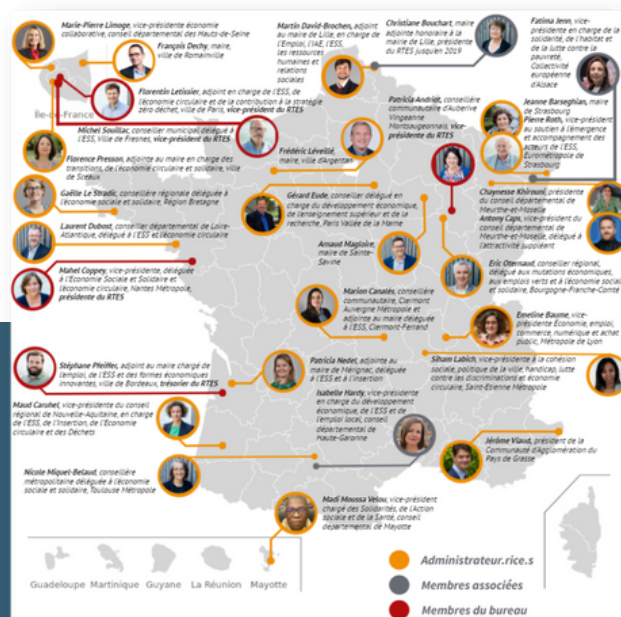 Marie-Pierre Limoge, vice-présidente économie
collaborative, conseil départemental des Hauts-de-Seine
François Dechy, maire,
ville de Romainville
Martin David-Brochen, adjoint
au maire de Lille, en charge de
l'Emploi, l'IAE, l'ESS,
les ressources
humaines et
relations
sociales
Christiane Bouchart, maire
adjointe honoraire à la
mairie de Lille, présidente
du RTES jusqu'en 2019
Fatima Jenn, vice-
présidente en charge de la
solidarité, de l'habitat et
de la lutte contre la
pauvreté,
Collectivité
européenne
d'Alsace
Île-de-France
Florentin Letissier, adjoint en charge de l'ESS, de
l'économie circulaire et de la contribution à la stratégie
zéro déchet, ville de Paris, vice-président du RTES
Michel Souillac, conseiller municipal délégué à
l'ESS, Ville de Fresnes, vice-président du RTES
Florence Presson, adjointe au maire en charge des
transitions, de l'économie circulaire et solidaire, ville
de Sceaux
Frédéric Léveillé,
maire, ville d'Argentan
Patricia Andriot, conseillère
communautaire d'Auberive
Vingeanne
Montsaugeonnais, vice-
présidente du RTES
Jeanne Barseghian, maire de
Strasbourg
Pierre Roth, vice-président
au soutien à l'émergence et
accompagnement des
acteurs de l'ESS,
Eurométropole de
Strasbourg
Gaëlle Le Stradic, conseillère régionale déléguée à
l'économie sociale et solidaire, Région Bretagne
Gérard Eude, conseiller délégué en
charge du développement économique,
de l'enseignement supérieur et de la
recherche, Paris Vallée de la Marne
Chaynesse Khirouni, présidente
du conseil départemental de
Meurthe-et-Moselle
Antony Caps, vice-président du
conseil départemental de
Meurthe-et-Moselle, délégué à
l'attractivité suppléant
Laurent Dubost, conseiller départemental de Loire-
Atlantique, délégué à l'ESS et l'économie circulaire
Arnaud Magloire,
maire de Sainte-
Savine
Eric Oternaud, conseiller régional,
délégué aux mutations économiques,
aux emplois verts et à l'économie sociale
et solidaire, Bourgogne-Franche-Comté
Mahel Coppey, vice-présidente, déléguée
à l'Economie Sociale et Solidaire et
l'économie circulaire, Nantes Métropole,
présidente du RTES
Marion Canalès, conseillère
communautaire, Clermont
Auvergne Métropole et
adjointe au maire déléguée
à l'ESS, Clermont-Ferrand
Emeline Baume, vice-
présidente Économie, emploi,
commerce, numérique et achat
public, Métropole de Lyon
Stéphane Pfeiffer, adjoint au maire chargé de
l'emploi, de l'ESS et des formes économiques
innovantes, ville de Bordeaux, trésorier du RTES
Patricia Nedel, adjointe au
maire de Mérignac, déléguée
à l'ESS et à l'insertion
Siham Labich, vice-présidente à la cohésion
sociale, politique de la ville, handicap, lutte
contre les discriminations et économie
circulaire, Saint-Etienne Métropole
Maud Caruhel, vice-présidente du conseil
régional de Nouvelle-Aquitaine, en charge
de l'ESS, de l'Insertion, de l'Economie
circulaire et des Déchets
Isabelle Hardy, vice-présidente
en charge du développement
économique, de l'ESS et de
l'emploi local, conseil
département de
Haute-Garonne
Jérôme Viaud, président de la
Communauté d'Agglomération du
Pays de Grasse
Nicole Miquel-Belaud, conseillère
métropolitaine déléguée à l'économie
sociale et solidaire, Toulouse Métropole
Madi Moussa Velou, vice-président
chargé des Solidarités, de l'Action
sociale et de la Santé, conseil
départemental de Mayotte
Guadeloupe Martinique Guyane La Réunion Mayotte
Administrateur.rice.s
Membres associées
Membres du bureau